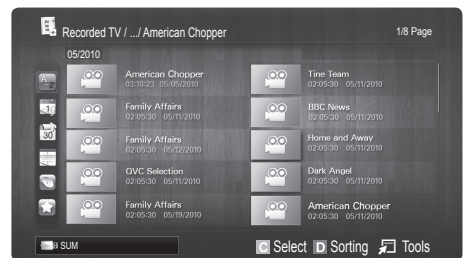 Recorded TV / .../ American Chopper 1/8 Page
05/2010
American Chopper
03:10:23 05/05/2010
Tine Team
02:05:30 05/11/2010
Family Affairs
02:05:30 05/11/2010
BBC News
02:05:30 05/11/2010
Family Affairs
02:05:30 05/12/2010
Home and Away
02:05:30 05/11/2010
QVC Selection
02:05:30 05/11/2010
Dark Angel
02:05:30 05/11/2010
Family Affairs
02:05:30 05/19/2010
American Chopper
02:05:30 05/11/2010
1
30
SUM C Select D Sorting Tools